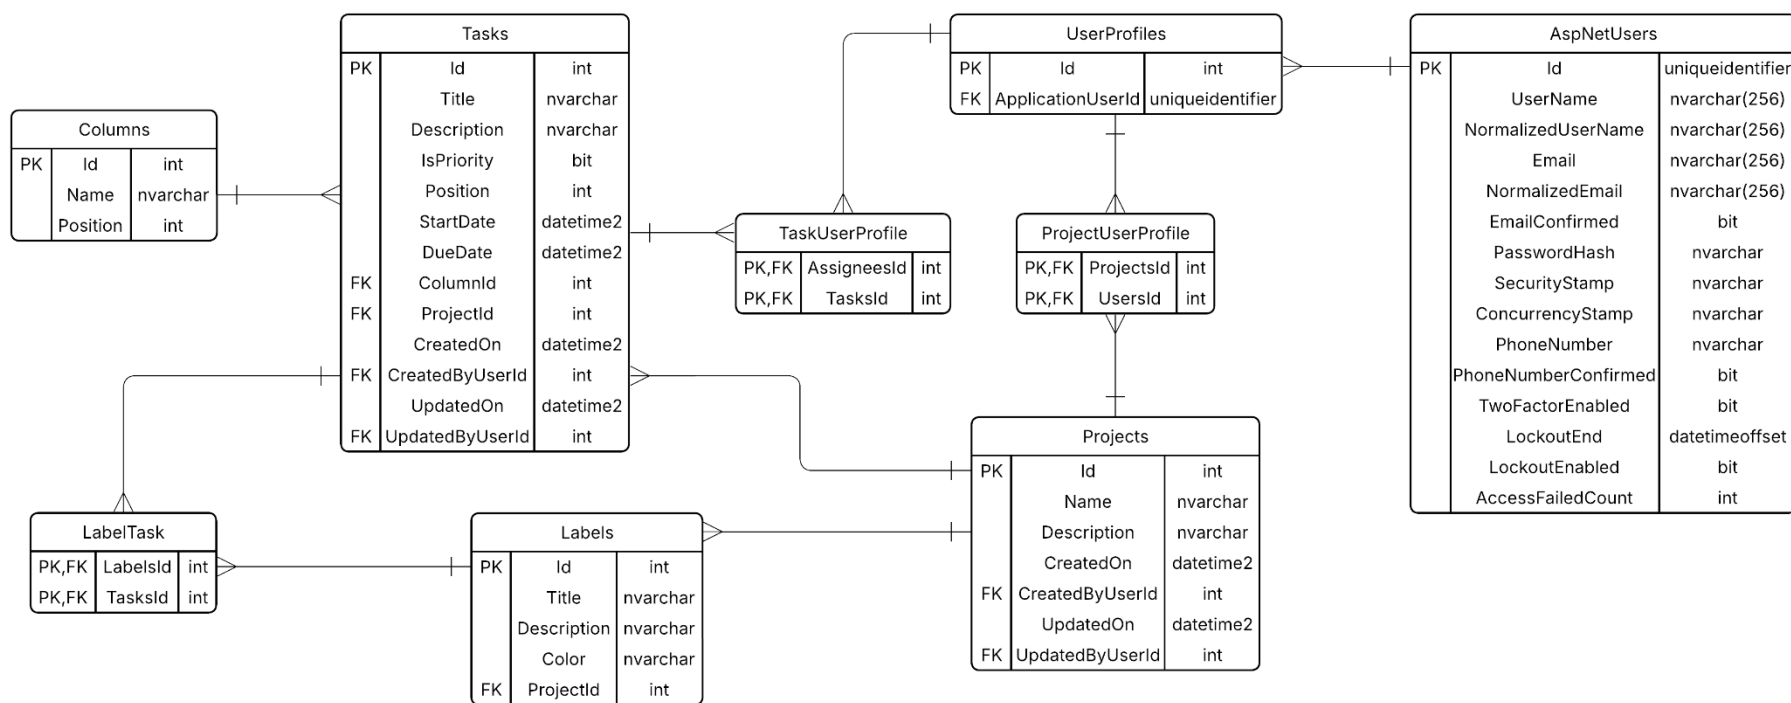 Tasks
PK Id int
Title nvarchar
Description nvarchar
IsPriority bit
Position int
StartDate datetime2
DueDate datetime2
FK ColumnId int
FK ProjectId int
CreatedOn datetime2
FK CreatedByUserId int
UpdatedOn datetime2
FK UpdatedByUserId int
UserProfiles
PK Id int
FK ApplicationUserId uniqueidentifier
AspNetUsers
PK Id uniqueidentifier
UserName nvarchar(256)
NormalizedUserName nvarchar(256)
Email nvarchar(256)
NormalizedEmail nvarchar(256)
EmailConfirmed bit
PasswordHash nvarchar
SecurityStamp nvarchar
ConcurrencyStamp nvarchar
PhoneNumber nvarchar
PhoneNumberConfirmed bit
TwoFactorEnabled bit
LockoutEnd datetimeoffset
LockoutEnabled bit
AccessFailedCount int
Columns
PK Id int
Name nvarchar
Position int
TaskUserProfile
PK,FK AssigneesId int
PK,FK TasksId int
ProjectUserProfile
PK,FK ProjectsId int
PK,FK UsersId int
Projects
PK Id int
Name nvarchar
Description nvarchar
CreatedOn datetime2
FK CreatedByUserId int
UpdatedOn datetime2
FK UpdatedByUserId int
LabelTask
PK,FK LabelsId int
PK,FK TasksId int
Labels
PK Id int
Title nvarchar
Description nvarchar
Color nvarchar
FK ProjectId int